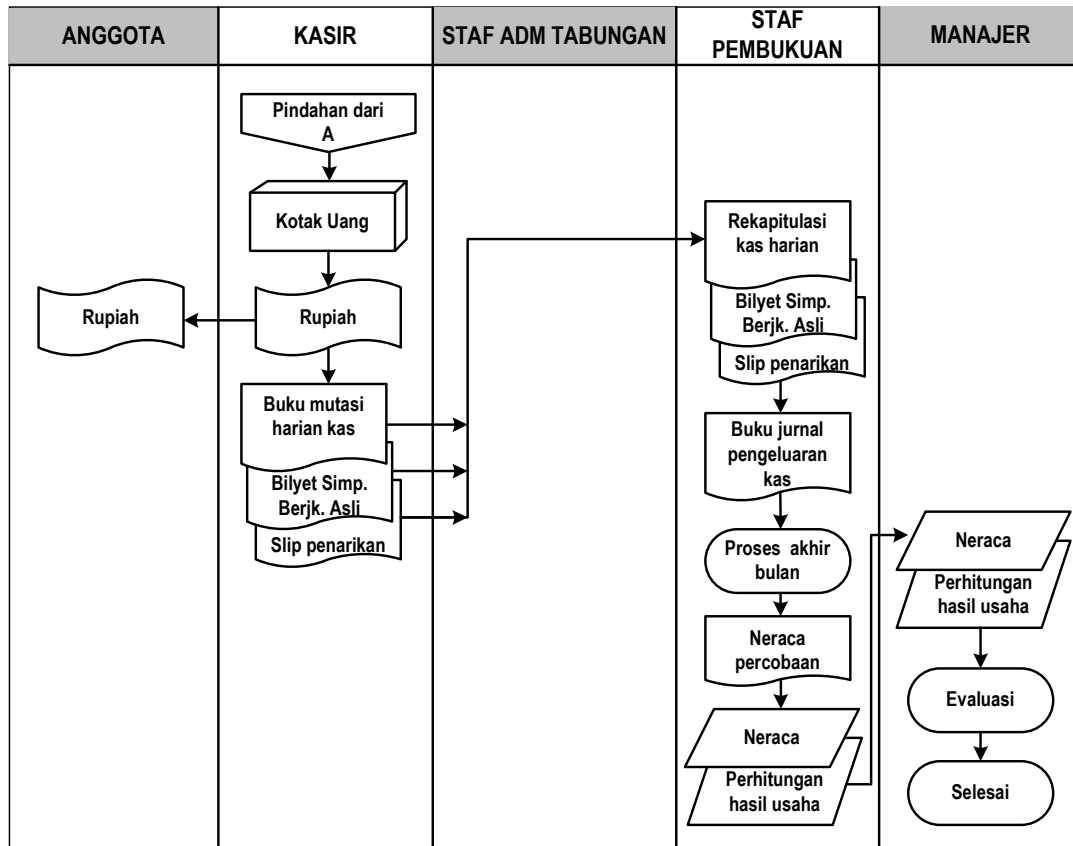 ANGGOTA
KASIR
STAF ADM TABUNGAN
STAF
PEMBUKUAN
MANAJER
Pindahan dari
A
Kotak Uang
Rupiah
Rupiah
Buku mutasi
harian kas
Bilyet Simp.
Berjk. Asli
Slip penarikan
Rekapitulasi
kas harian
Bilyet Simp.
Berjk. Asli
Slip penarikan
Buku jurnal
pengeluaran
kas
Proses akhir
bulan
Neraca
percobaan
Neraca
Perhitungan
hasil usaha
Neraca
Perhitungan
hasil usaha
Evaluasi
Selesai